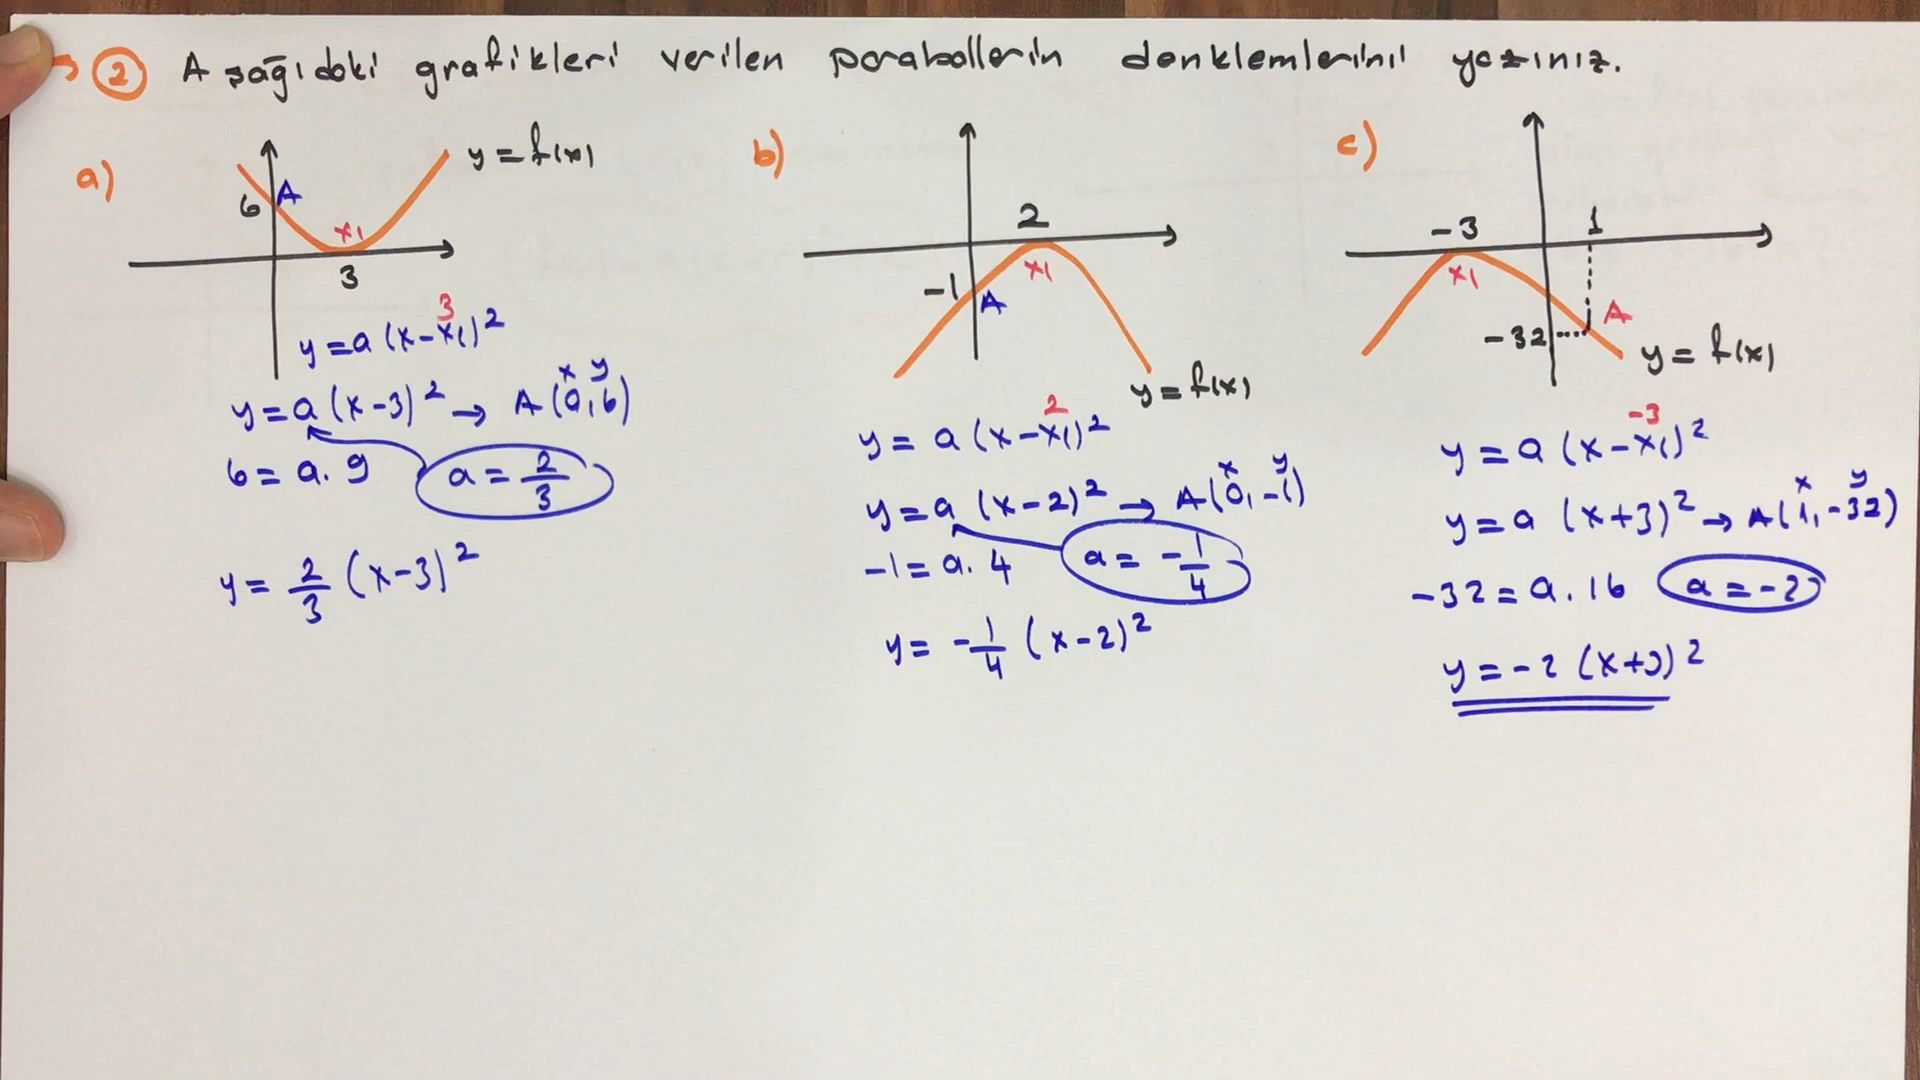 ② Aşağıdaki grafikleri verilen parabollerin denklemlerini yazınız.
a)
y = f(x)
6
A
x₁
3
y = a (x - x₁)²
3
y = a (x - 3)² → A (0, 6)
x y
6 = a . 9
a = 2/3
y = 2/3 (x - 3)²
b)
2
x₁
-1
A
y = f(x)
y = a (x - x₁)²
2
y = a (x - 2)² → A (0, -1)
x y
-1 = a . 4
a = -1/4
y = -1/4 (x - 2)²
c)
-3
1
x₁
A
-32
y = f(x)
y = a (x - x₁)²
-3
y = a (x + 3)² → A (1, -32)
x y
-32 = a . 16
a = -2
y = -2 (x + 3)²